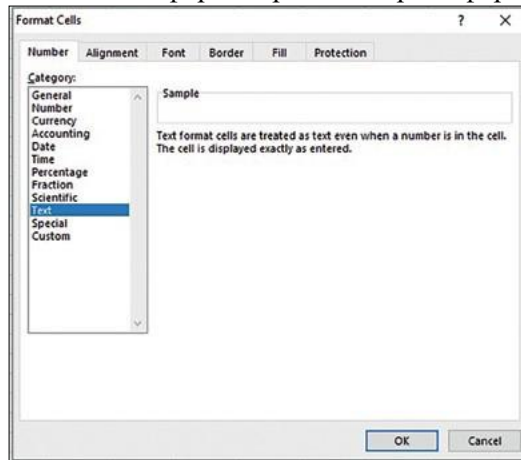 Format Cells ? X
Number Alignment Font Border Fill Protection
Category:
General
Number
Currency
Accounting
Date
Time
Percentage
Fraction
Scientific
Text
Special
Custom
Sample
Text format cells are treated as text even when a number is in the cell.
The cell is displayed exactly as entered.
OK Cancel